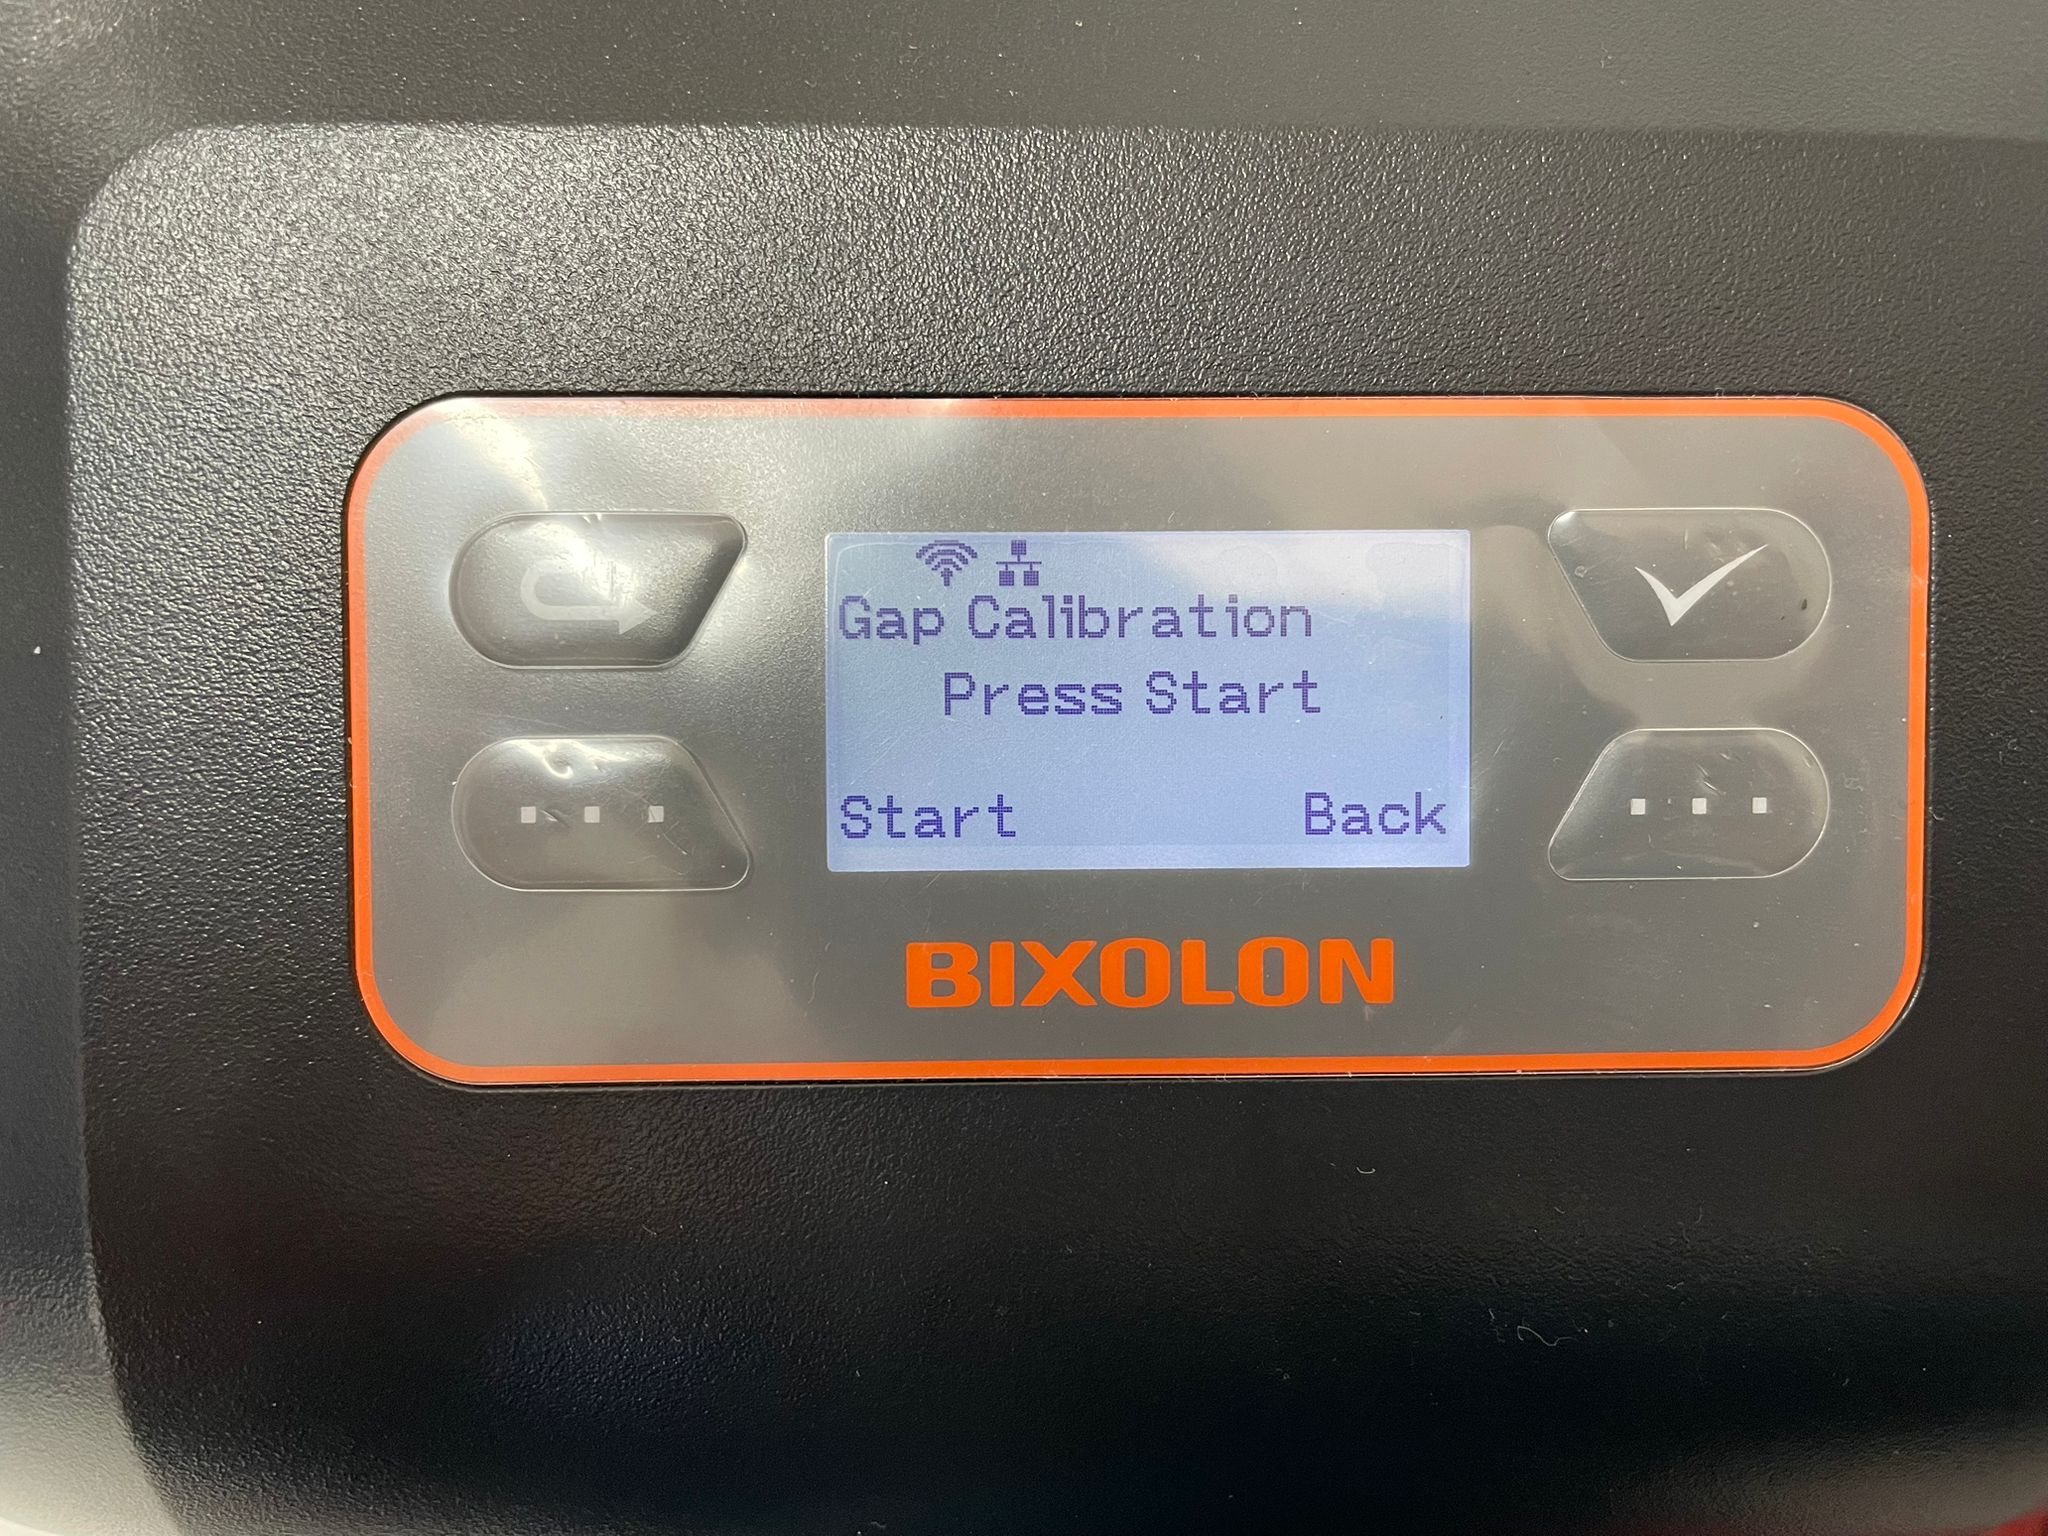 Gap Calibration
Press Start
Start Back
BIXOLON